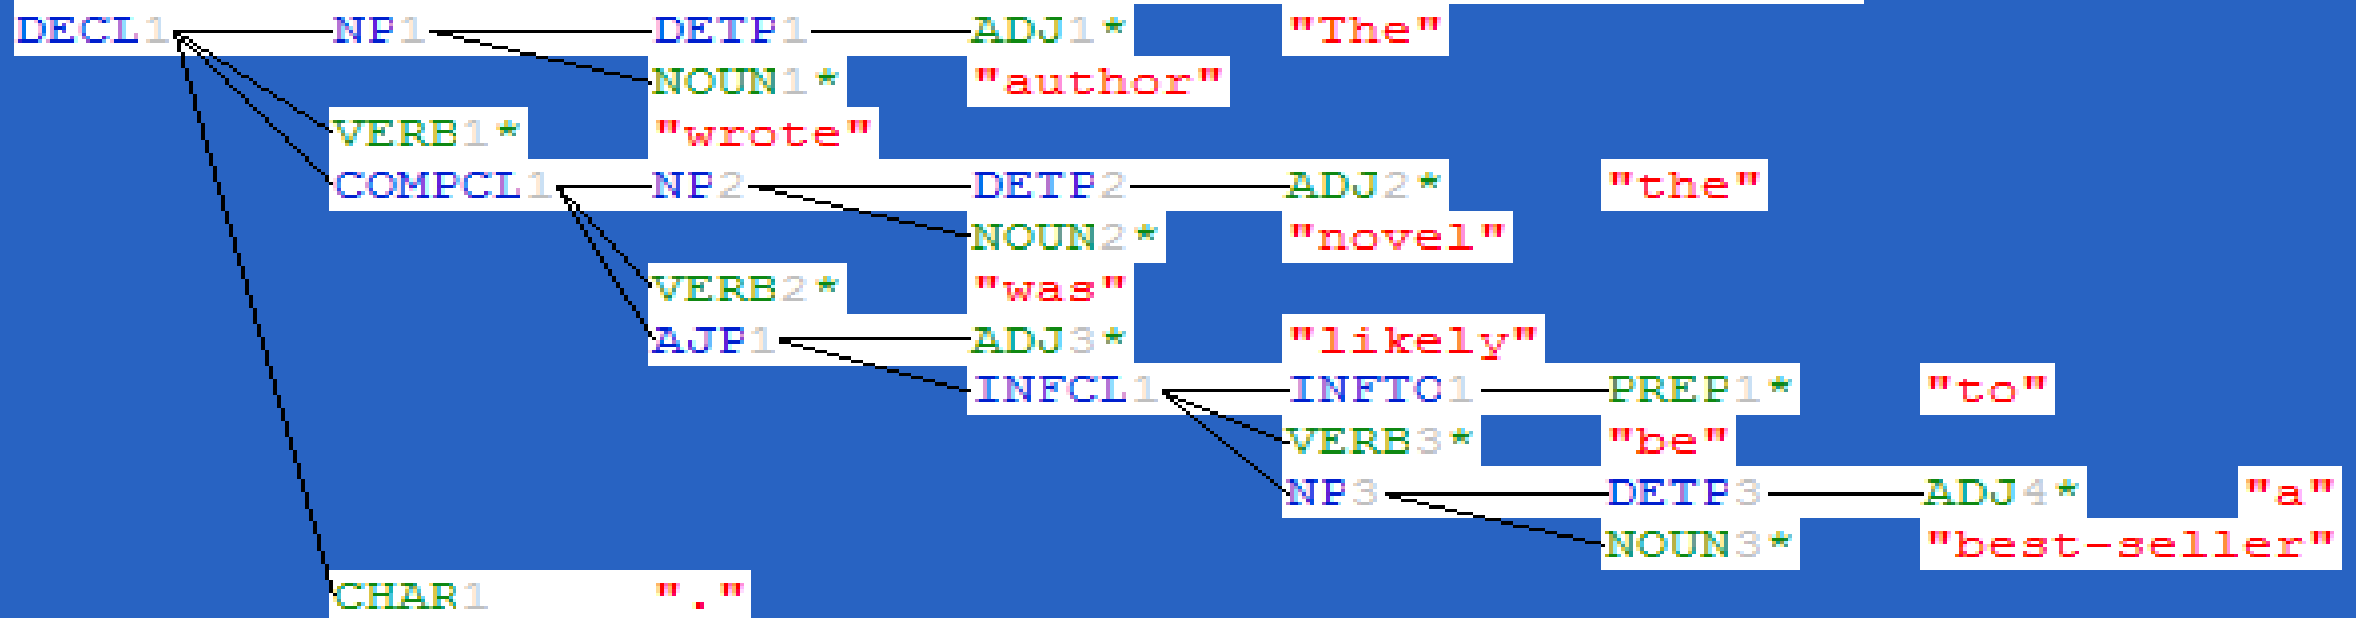 DECL1 NP1 DETP1 ADJ1* "The"
NOUN1* "author"
VERB1* "wrote"
COMPCL1 NP2 DETP2 ADJ2* "the"
NOUN2* "novel"
VERB2* "was"
AJP1 ADJ3* "likely"
INFCL1 INFTO1 PREP1* "to"
VERB3* "be"
NP3 DETP3 ADJ4* "a"
NOUN3* "best-seller"
CHAR1 "."